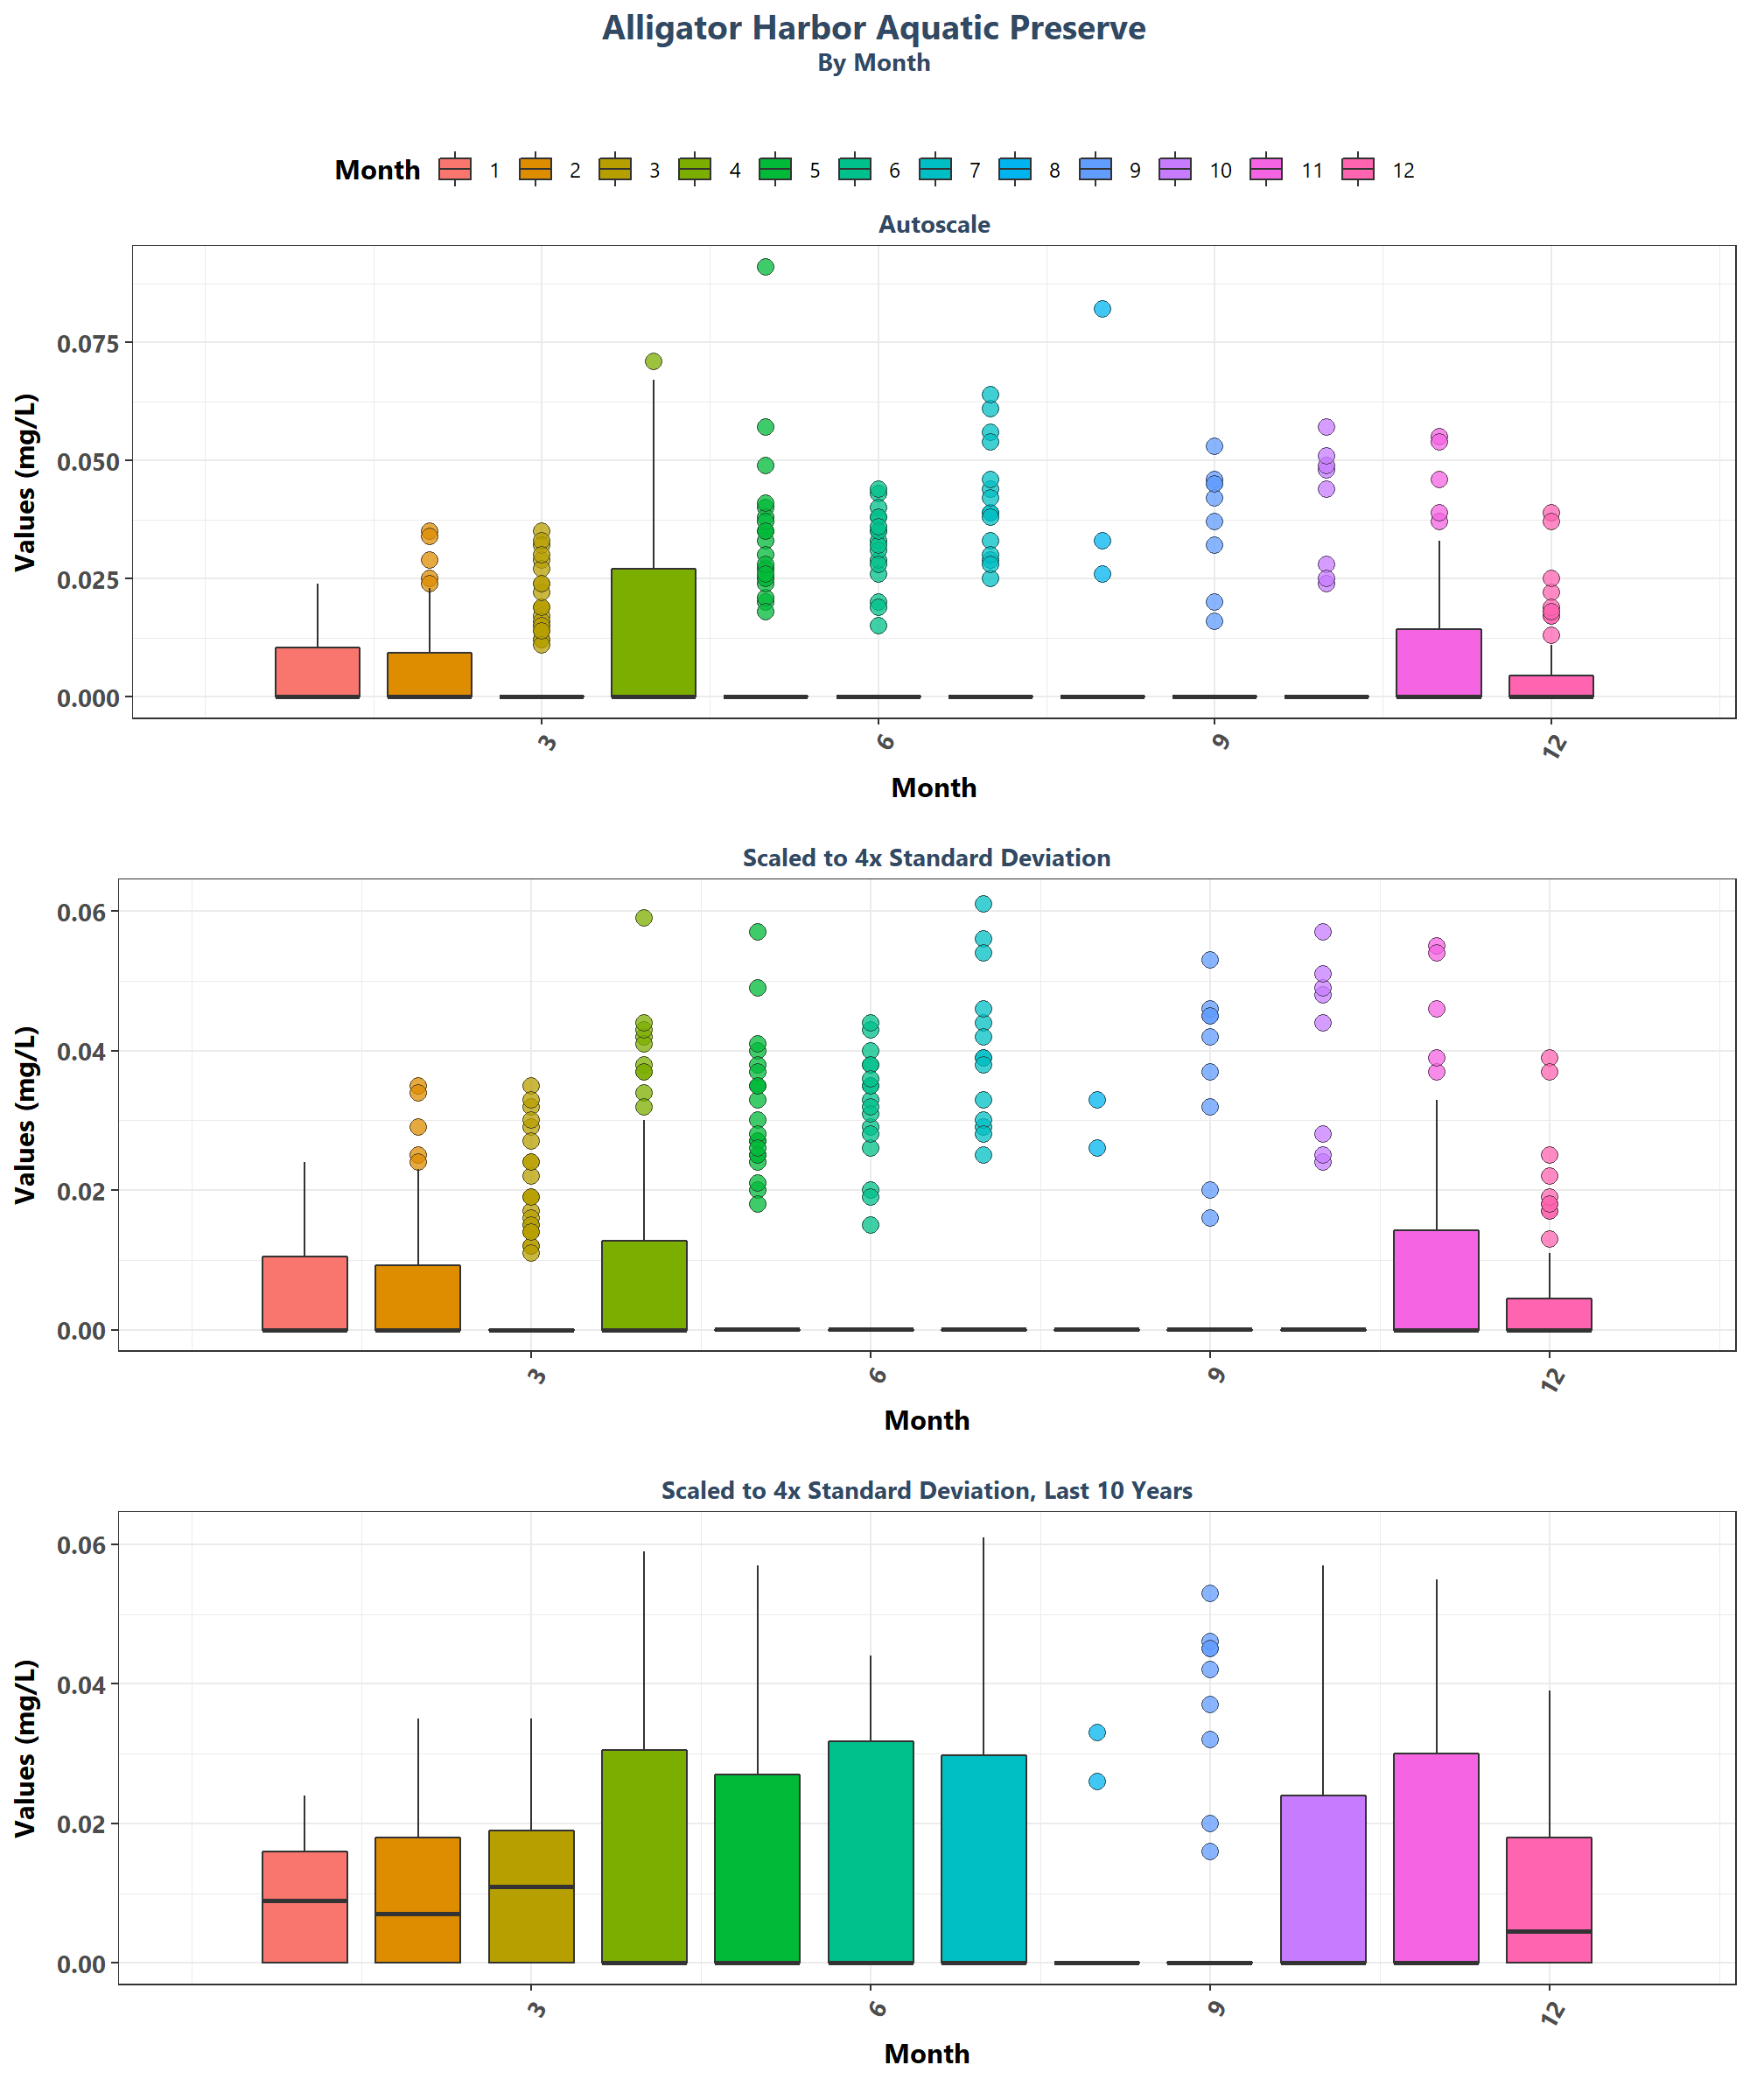 Alligator Harbor Aquatic Preserve
By Month
Month 1 2 3 4 5 6 7 8 9 10 11 12
Autoscale
Values (mg/L)
0.075
0.050
0.025
0.000
3 6 9 12
Month
Scaled to 4x Standard Deviation
Values (mg/L)
0.06
0.04
0.02
0.00
3 6 9 12
Month
Scaled to 4x Standard Deviation, Last 10 Years
Values (mg/L)
0.06
0.04
0.02
0.00
3 6 9 12
Month